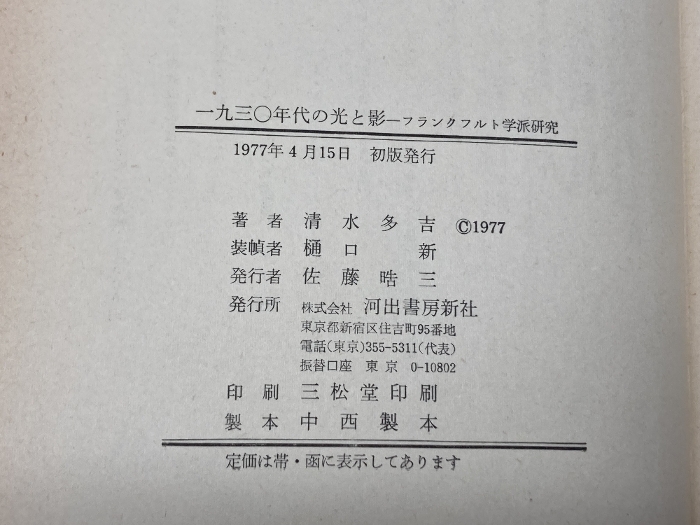 一九三〇年代の光と影―フランクフルト学派研究
1977年4月15日 初版発行
著者 清水多吉 ©1977
装幀者 樋口新
発行者 佐藤晧三
発行所 株式会社 河出書房新社
東京都新宿区住吉町95番地
電話(東京)355-5311(代表)
振替口座 東京 0-10802
印刷 三松堂印刷
製本 中西製本
定価は帯・函に表示してあります